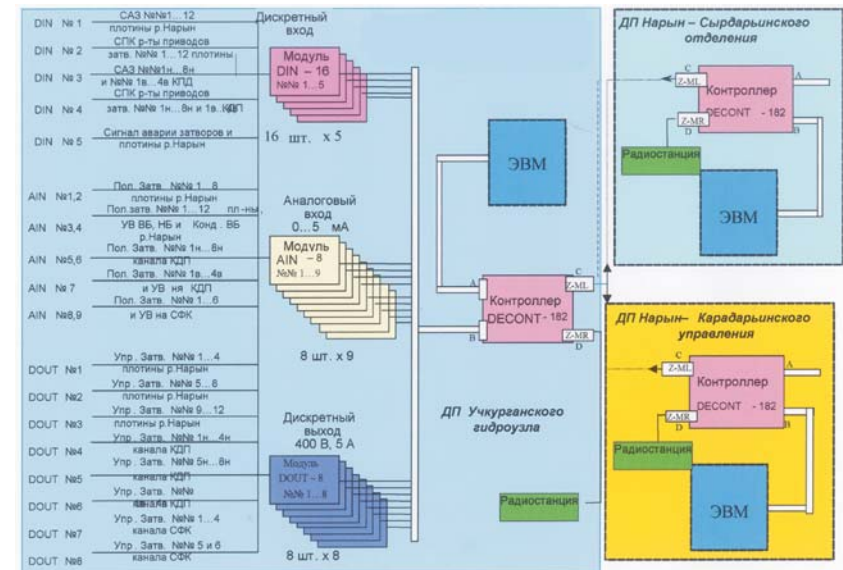 DIN № 1
САЗ №№1…12
плотины р.Нарын
DIN № 2
СПК р-ты приводов
затв. №№ 1…12 плотины
DIN № 3
САЗ №№1н…8н
и №№ 1в…4в КПД
СПК р-ты приводов
DIN № 4
затв. №№ 1н…8н и 1в..
DIN № 5
Сигнал аварии затворов и
плотины р.Нарын
AIN №1,2
Пол. Затв. №№ 1…8
плотины р.Нарын
Пол.затв. №№ 1…12 пл-ны,
AIN №3,4
УВ ВБ, НБ и Конд. ВБ
р.Нарын
AIN №5,6
Пол. Затв. №№ 1н…8н
канала КДП
AIN № 7
Пол. Затв. №№ 1в…4в
и УВ ня КДП
Пол. Затв. №№ 1…6
AIN №8,9
и УВ на СФК
DOUT №1
Упр. Затв. №№ 1…4
плотины р.Нарын
DOUT №2
Упр. Затв. №№ 5…8
плотины р.Нарын
DOUT №3
Упр. Затв. №№ 9…12
плотины р.Нарын
DOUT №4
Упр. Затв. №№ 1н…4н
канала КДП
DOUT №5
Упр. Затв. №№ 5н…8н
канала КДП
DOUT №6
Упр. Затв. №№
КДП
DOUT №7
Упр. Затв. №№ 1…4
канала СФК
DOUT №8
Упр. Затв. №№ 5 и 6
канала СФК
Дискретный
вход
Модуль
DIN – 16
№№ 1…5
16 шт. х 5
Аналоговый
вход
0…5 мА
Модуль
AIN – 8
№№ 1…9
8 шт. х 9
Дискретный
выход
400 В, 5 А
Модуль
DOUT – 8
№№ 1…8
8 шт. х 8
ЭВМ
A
B
C
D
Z-ML
Z-MR
Контроллер
DECONT - 182
ДП Учкурганского
гидроузла
Радиостанция
ДП Нарын – Сырдарьинского
отделения
C
Z-ML
A
Контроллер
DECONT - 182
Z-MR
D
B
Радиостанция
ЭВМ
ДП Нарын– Карадарьинского
управления
C
Z-ML
A
Контроллер
DECONT - 182
Z-MR
D
B
Радиостанция
ЭВМ